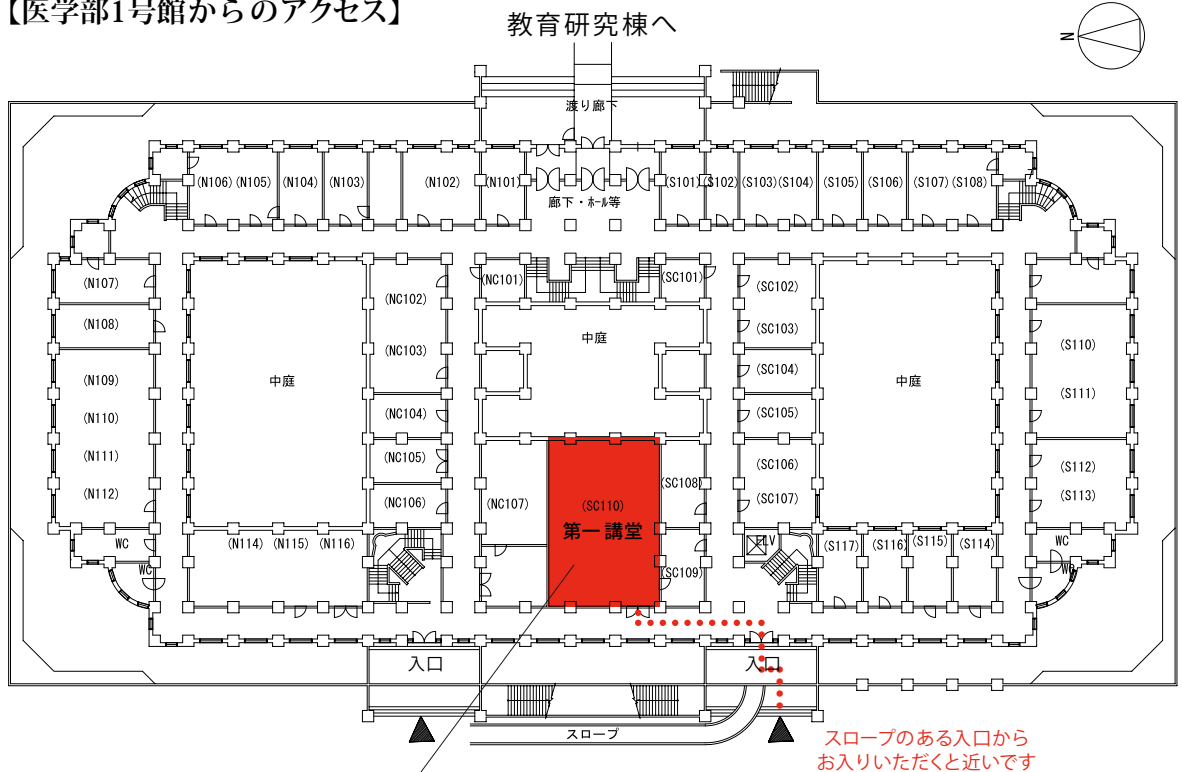 【医学部1号館からのアクセス】
教育研究棟へ
N
渡り廊下
(N106) (N105) (N104) (N103) (N102) (N101) (S101) (S102) (S103) (S104) (S105) (S106) (S107) (S108)
廊下・ホール等
(N107) (NC102) (NC101) (SC101) (SC102)
(N108) (NC103) 中庭 (SC103) (S110)
(N109) 中庭 (SC104) 中庭 (S111)
(N110) (NC104) (SC105)
(N111) (NC105) (SC106) (S112)
(N112) (NC106) (NC107) (SC110) (SC108) (SC107) (S113)
第一講堂
WC (N114) (N115) (N116) ELV (S117) (S116) (S115) (S114) WC
WC (SC109) WC
入口 入口
スロープ
スロープのある入口から
お入りいただくと近いです